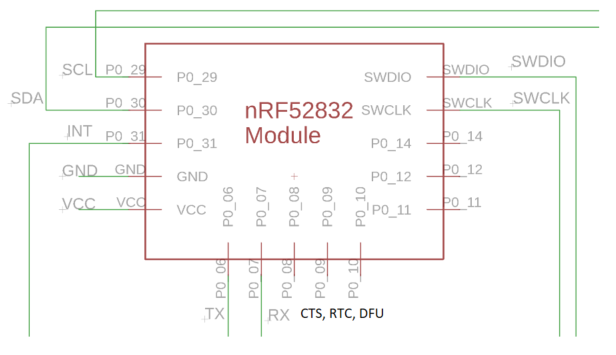 SCL P0_29 P0_29 SWDIO SWDIO SWDIO
SDA P0_30 P0_30 nRF52832 SWCLK SWCLK SWCLK
INT P0_31 P0_31 Module P0_14 P0_14
GND GND GND P0_12 P0_12
VCC VCC VCC P0_11 P0_11
P0_06 P0_07 P0_08 P0_09 P0_10
P0_06 P0_07 P0_08 P0_09 P0_10
TX RX CTS, RTC, DFU